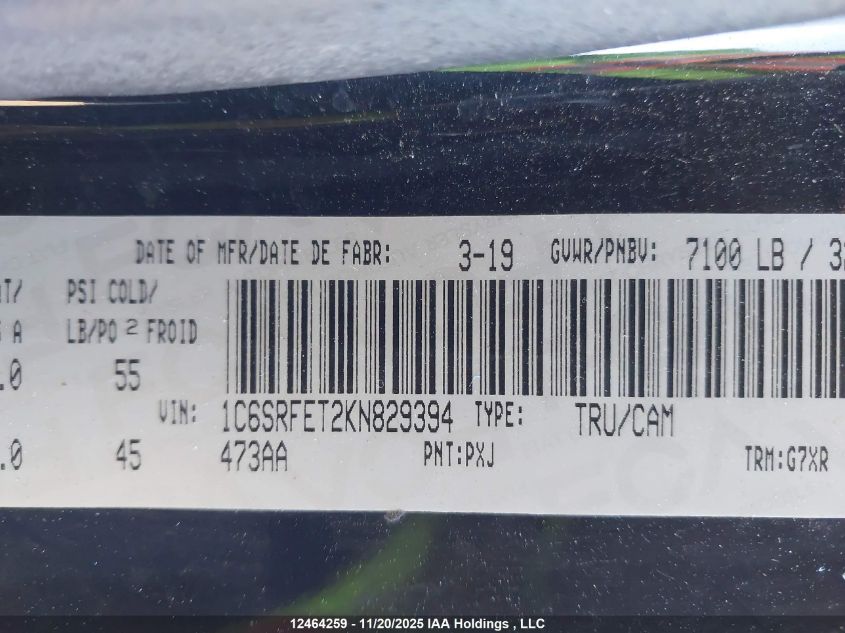 DATE OF MFR/DATE DE FABR: 3-19 GVWR/PNBV: 7100 LB /
PSI COLD/
A LB/PO 2 FROID
.0 55
VIN: 1C6SRFET2KN829394 TYPE: TRU/CAM
.0 45 473AA PNT:PXJ TRM:G7XR
12464259 - 11/20/2025 IAA Holdings , LLC